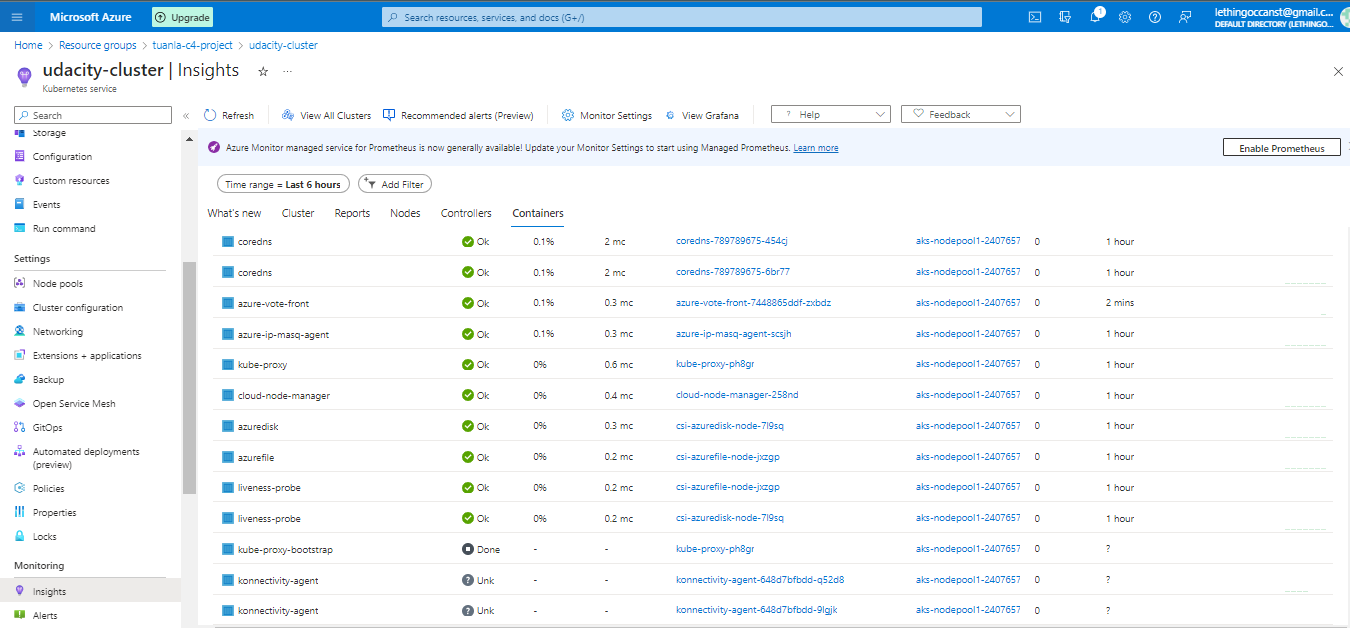 Microsoft Azure
Upgrade
Search resources, services, and docs (G+/)
1
lethingoccanst@gmail.c...
DEFAULT DIRECTORY (LETHINGO...
Home > Resource groups > tuanla-c4-project > udacity-cluster
udacity-cluster | Insights ☆ ...
Kubernetes service
Search
«
Refresh
View All Clusters
Recommended alerts (Preview)
Monitor Settings
View Grafana
? Help
Feedback
Storage
Configuration
Custom resources
Events
Run command
Settings
Node pools
Cluster configuration
Networking
Extensions + applications
Backup
Open Service Mesh
GitOps
Automated deployments
(preview)
Policies
Properties
Locks
Monitoring
Insights
Alerts
Azure Monitor managed service for Prometheus is now generally available! Update your Monitor Settings to start using Managed Prometheus. Learn more
Enable Prometheus
Time range = Last 6 hours
Add Filter
What's new Cluster Reports Nodes Controllers Containers
coredns Ok 0.1% 2 mc coredns-789789675-454cj aks-nodepool1-2407657 0 1 hour
coredns Ok 0.1% 2 mc coredns-789789675-6br77 aks-nodepool1-2407657 0 1 hour
azure-vote-front Ok 0.1% 0.3 mc azure-vote-front-7448865ddf-zxbdz aks-nodepool1-2407657 0 2 mins
azure-ip-masq-agent Ok 0.1% 0.3 mc azure-ip-masq-agent-scsjh aks-nodepool1-2407657 0 1 hour
kube-proxy Ok 0% 0.6 mc kube-proxy-ph8gr aks-nodepool1-2407657 0 1 hour
cloud-node-manager Ok 0% 0.4 mc cloud-node-manager-258nd aks-nodepool1-2407657 0 1 hour
azuredisk Ok 0% 0.3 mc csi-azuredisk-node-7l9sq aks-nodepool1-2407657 0 1 hour
azurefile Ok 0% 0.2 mc csi-azurefile-node-jxzgp aks-nodepool1-2407657 0 1 hour
liveness-probe Ok 0% 0.2 mc csi-azurefile-node-jxzgp aks-nodepool1-2407657 0 1 hour
liveness-probe Ok 0% 0.2 mc csi-azuredisk-node-7l9sq aks-nodepool1-2407657 0 1 hour
kube-proxy-bootstrap Done - - kube-proxy-ph8gr aks-nodepool1-2407657 0 ?
konnectivity-agent Unk - - konnectivity-agent-648d7bfbdd-q52d8 aks-nodepool1-2407657 0 ?
konnectivity-agent Unk - - konnectivity-agent-648d7bfbdd-9lgjk aks-nodepool1-2407657 0 ?